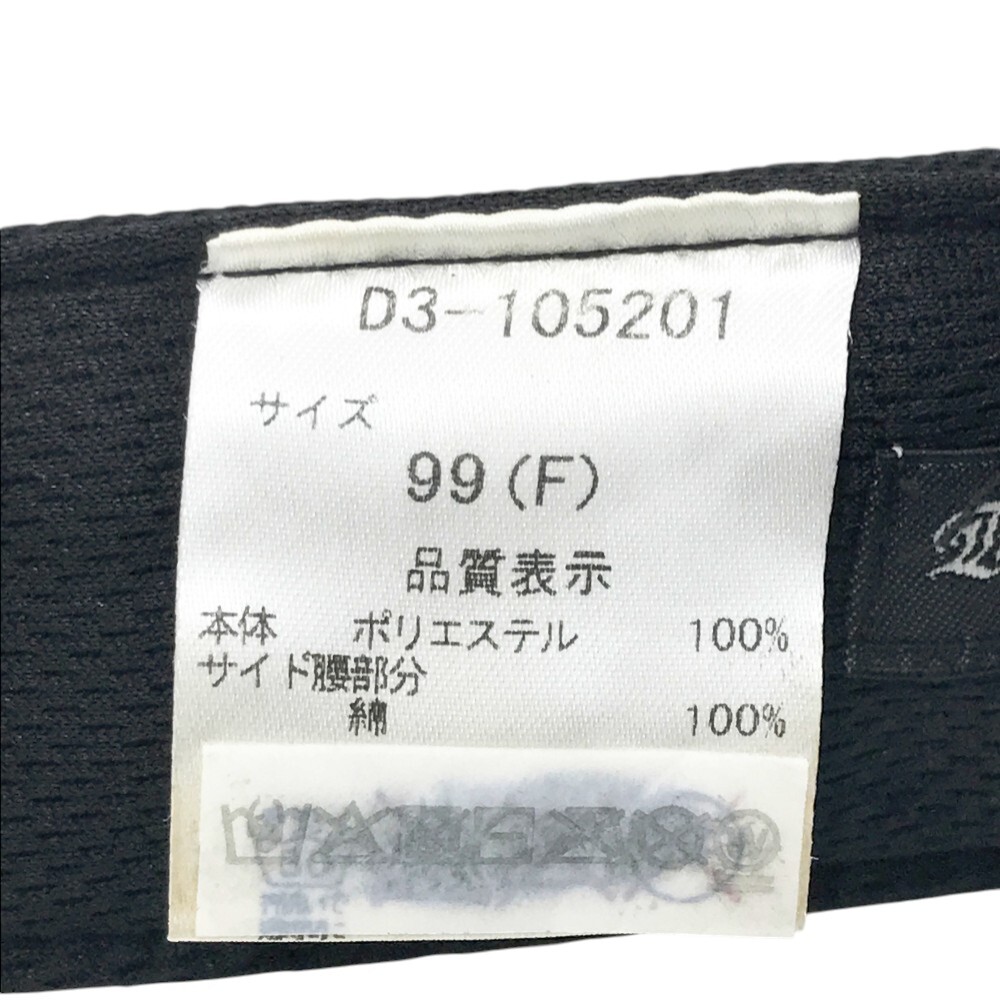 D3-105201
サイズ
99(F)
品質表示
本体 ポリエステル 100%
サイド腰部分
綿 100%